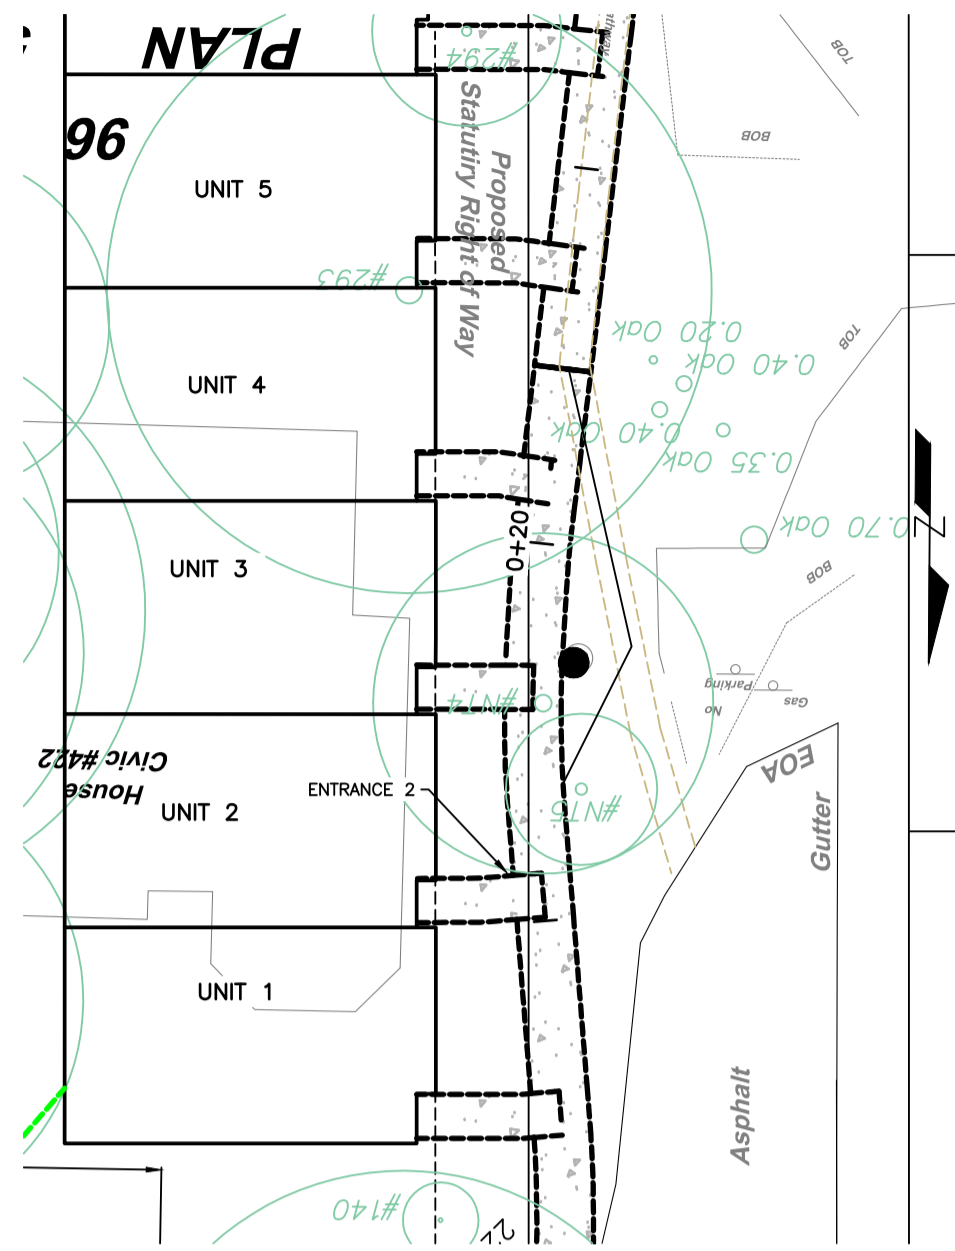 PLAN
96
#294
athway
TOB
BOB
UNIT 5
Proposed
Statutiry Right of Way
#293
0.20 Oak
0.40 Oak
TOB
UNIT 4
0.40 Oak
0.35 Oak
0.70 Oak
Z
0+20
UNIT 3
BOB
No
Parking
Gas
#NT4
House
Civic #422
EOA
ENTRANCE 2
UNIT 2
#NT5
Gutter
UNIT 1
Asphalt
#140